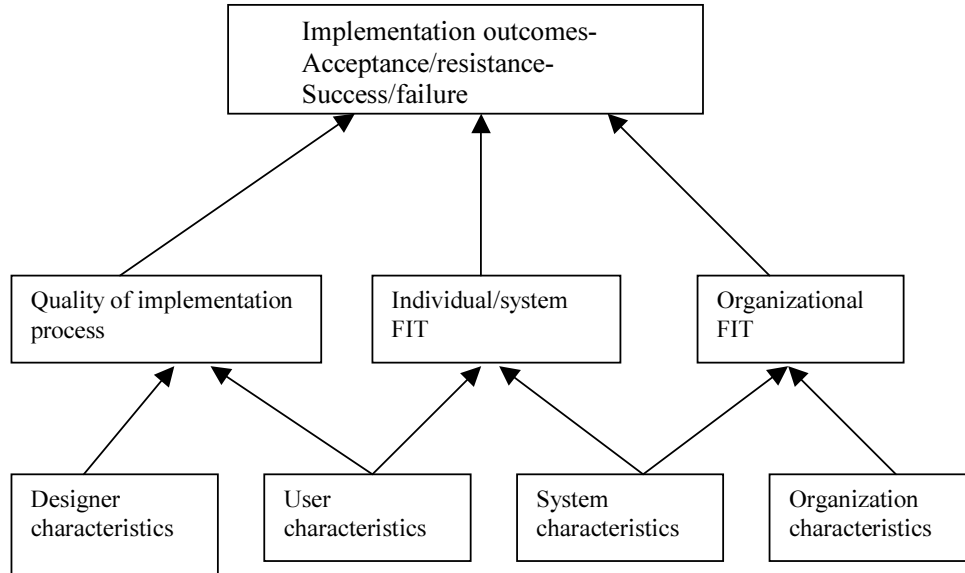 Implementation outcomes-
Acceptance/resistance-
Success/failure
Quality of implementation
process
Individual/system
FIT
Organizational
FIT
Designer
characteristics
User
characteristics
System
characteristics
Organization
characteristics